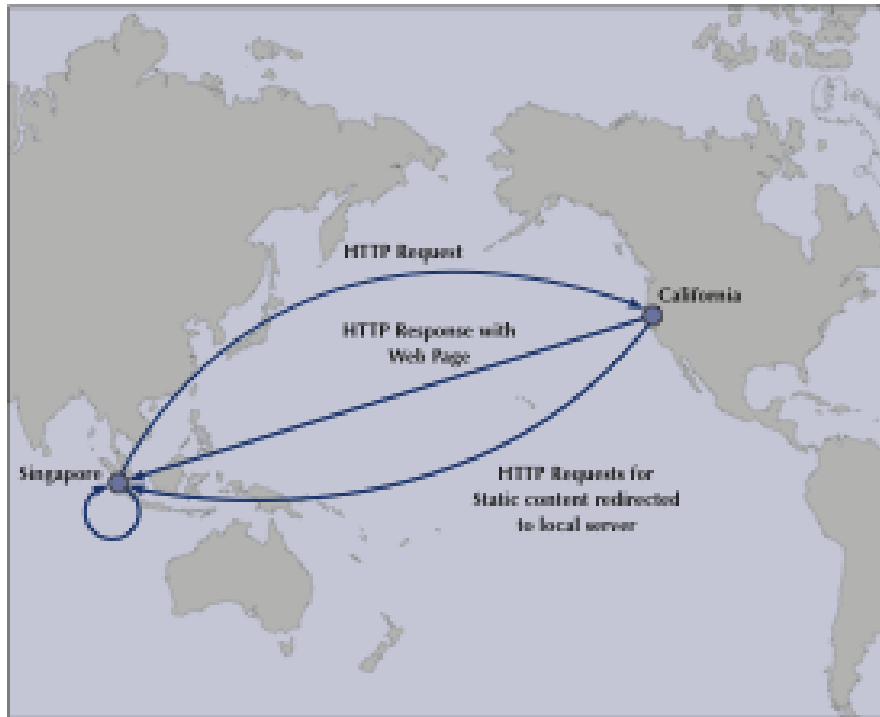 HTTP Request
California
HTTP Response with
Web Page
Singapore
HTTP Requests for
Static content redirected
to local server